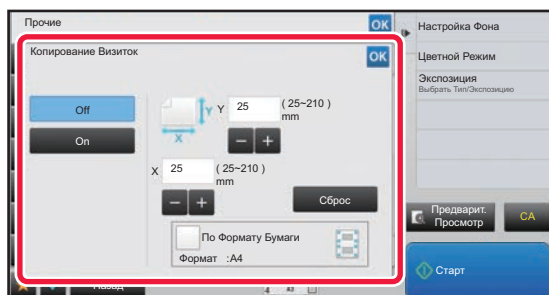 Прочие
OK
Копирование Визиток
OK
Off
On
Y
Y
25
( 25~210 )
mm
X
X
25
( 25~210 )
mm
Сброс
По Формату Бумаги
Формат :A4
Назад
Настройка Фона
Цветной Режим
Экспозиция
Выбрать Тип/Экспозицию
Предварит.
Просмотр
CA
Старт